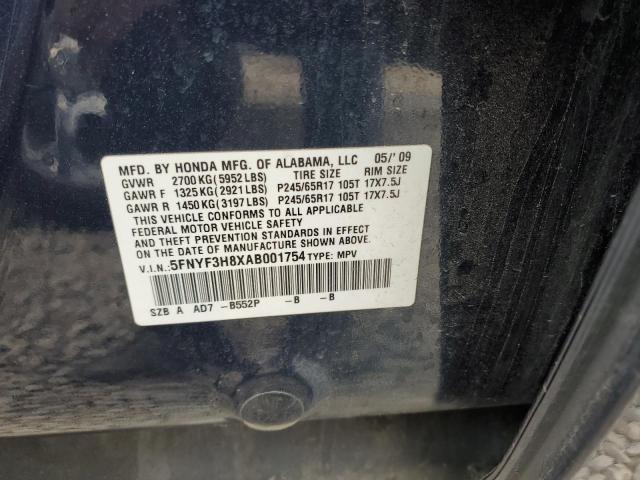 MFD. BY HONDA MFG. OF ALABAMA, LLC 05/'09
GVWR 2700 KG (5952 LBS) TIRE SIZE RIM SIZE
GAWR F 1325 KG (2921 LBS) P245/65R17 105T 17X7.5J
GAWR R 1450 KG (3197 LBS) P245/65R17 105T 17X7.5J
THIS VEHICLE CONFORMS TO ALL APPLICABLE
FEDERAL MOTOR VEHICLE SAFETY
AND THEFT PREVENTION STANDARDS IN EFFECT
ON THE DATE OF MANUFACTURE SHOWN ABOVE.
V.I.N.:5FNYF3H8XAB001754 TYPE: MPV
SZB A AD7 -B552P -B -B